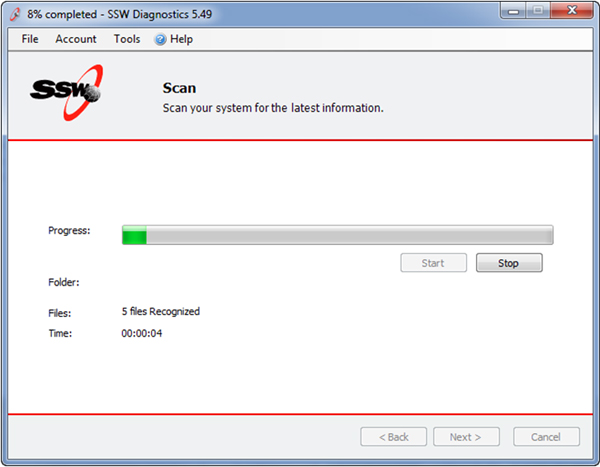 8% completed - SSW Diagnostics 5.49
File Account Tools Help
SSW
Scan
Scan your system for the latest information.
Progress:
Start Stop
Folder:
Files: 5 files Recognized
Time: 00:00:04
< Back Next > Cancel